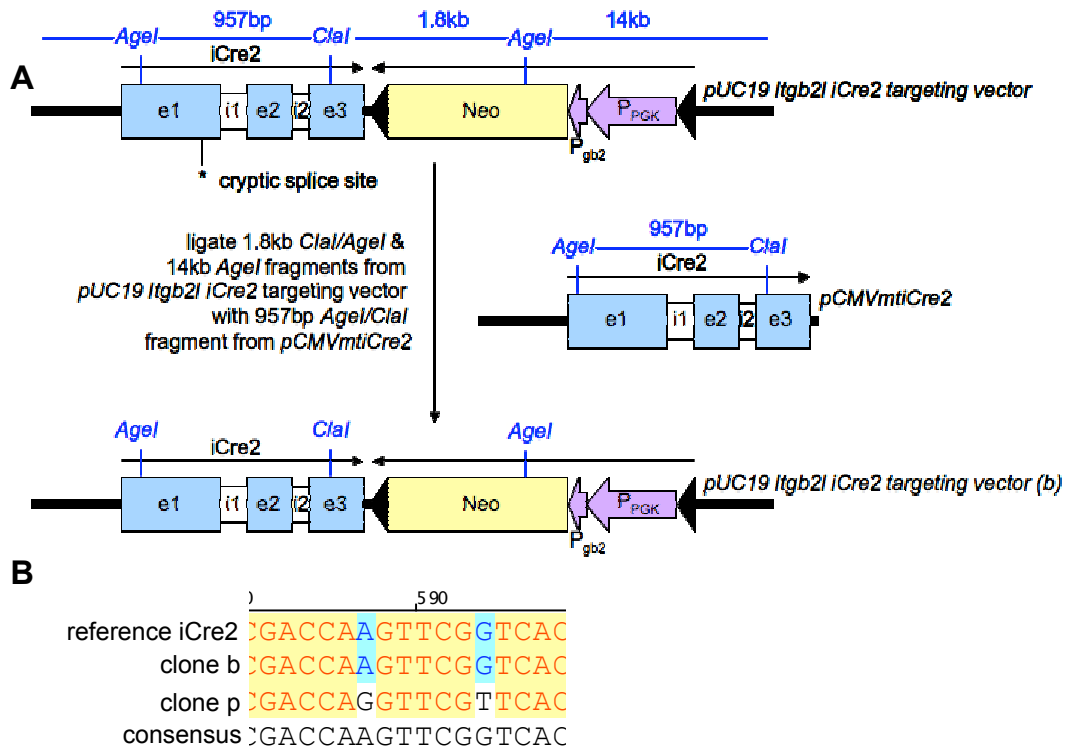 957bp 1.8kb 14kb
AgeI ClaI AgeI
A
iCre2
e1 i1 e2 i2 e3 Neo P_PGK
pUC19 Itgb2l iCre2 targeting vector
P_gb2
* cryptic splice site
ligate 1.8kb ClaI/AgeI &
14kb AgeI fragments from
pUC19 Itgb2l iCre2 targeting vector
with 957bp AgeI/ClaI
fragment from pCMVmtiCre2
957bp
AgeI ClaI
iCre2
pCMVmtiCre2
e1 i1 e2 i2 e3
AgeI ClaI AgeI
iCre2
pUC19 Itgb2l iCre2 targeting vector (b)
e1 i1 e2 i2 e3 Neo P_PGK
P_gb2
B
590
reference iCre2 CGACCAAGTTCGGTCAC
clone b CGACCAAGTTCGGTCAC
clone p CGACCAGGTTCGTTCAC
consensus CGACCAAGTTCGGTCAC